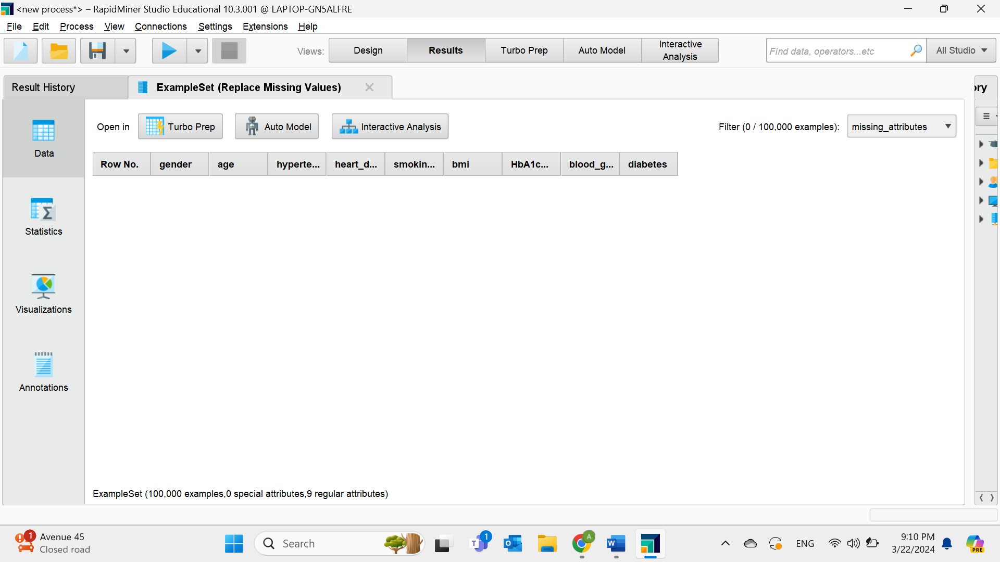 <new process*> – RapidMiner Studio Educational 10.3.001 @ LAPTOP-GN5ALFRE
File Edit Process View Connections Settings Extensions Help
Views: Design Results Turbo Prep Auto Model Interactive Analysis
Find data, operators...etc All Studio
Result History ExampleSet (Replace Missing Values) ory
Open in Turbo Prep Auto Model Interactive Analysis Filter (0 / 100,000 examples): missing_attributes
Data
Row No. gender age hyperte... heart_d... smokin... bmi HbA1c... blood_g... diabetes
Statistics
Visualizations
Annotations
ExampleSet (100,000 examples,0 special attributes,9 regular attributes)
1 Avenue 45
Closed road
Search
T 1
O
A
W
ENG
9:10 PM
3/22/2024
PRE